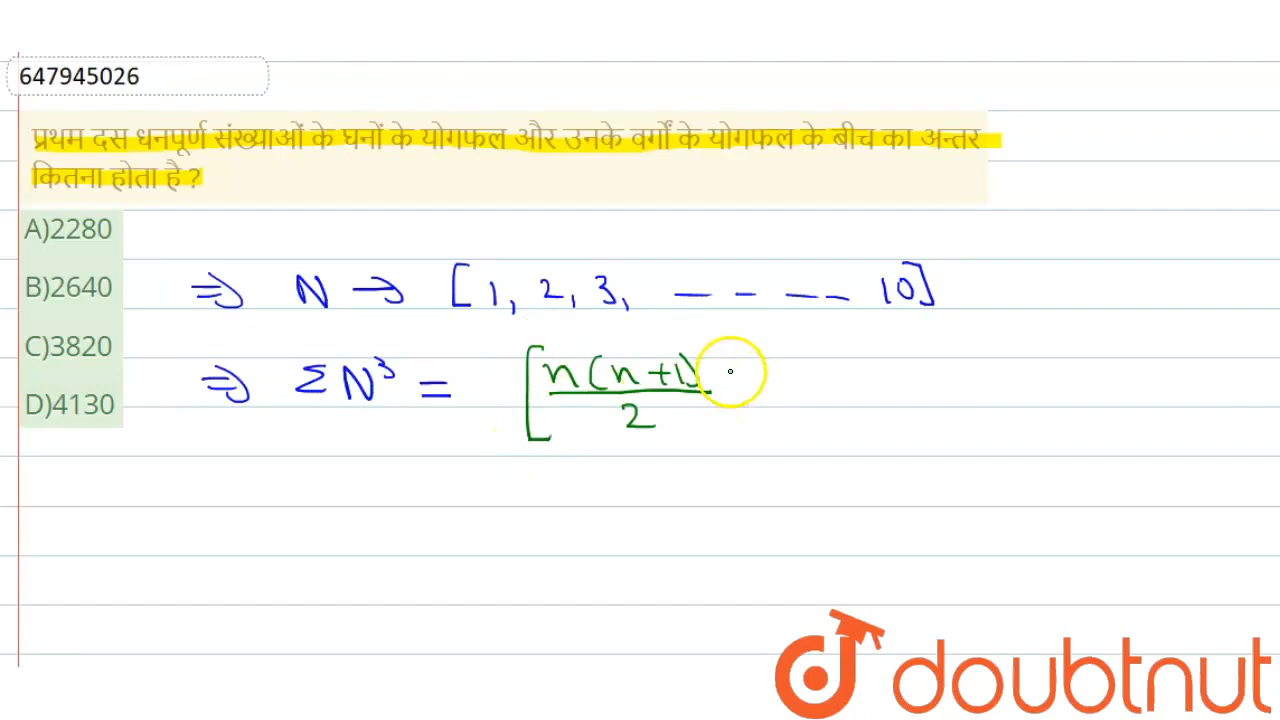 647945026
प्रथम दस धनपूर्ण संख्याओं के घनों के योगफल और उनके वर्गों के योगफल के बीच का अन्तर
कितना होता है ?
A)2280
B)2640
C)3820
D)4130
⇒ N → [1, 2, 3, – – – – 10]
⇒ Σ N³ = [n(n+1)
2
doubtnut